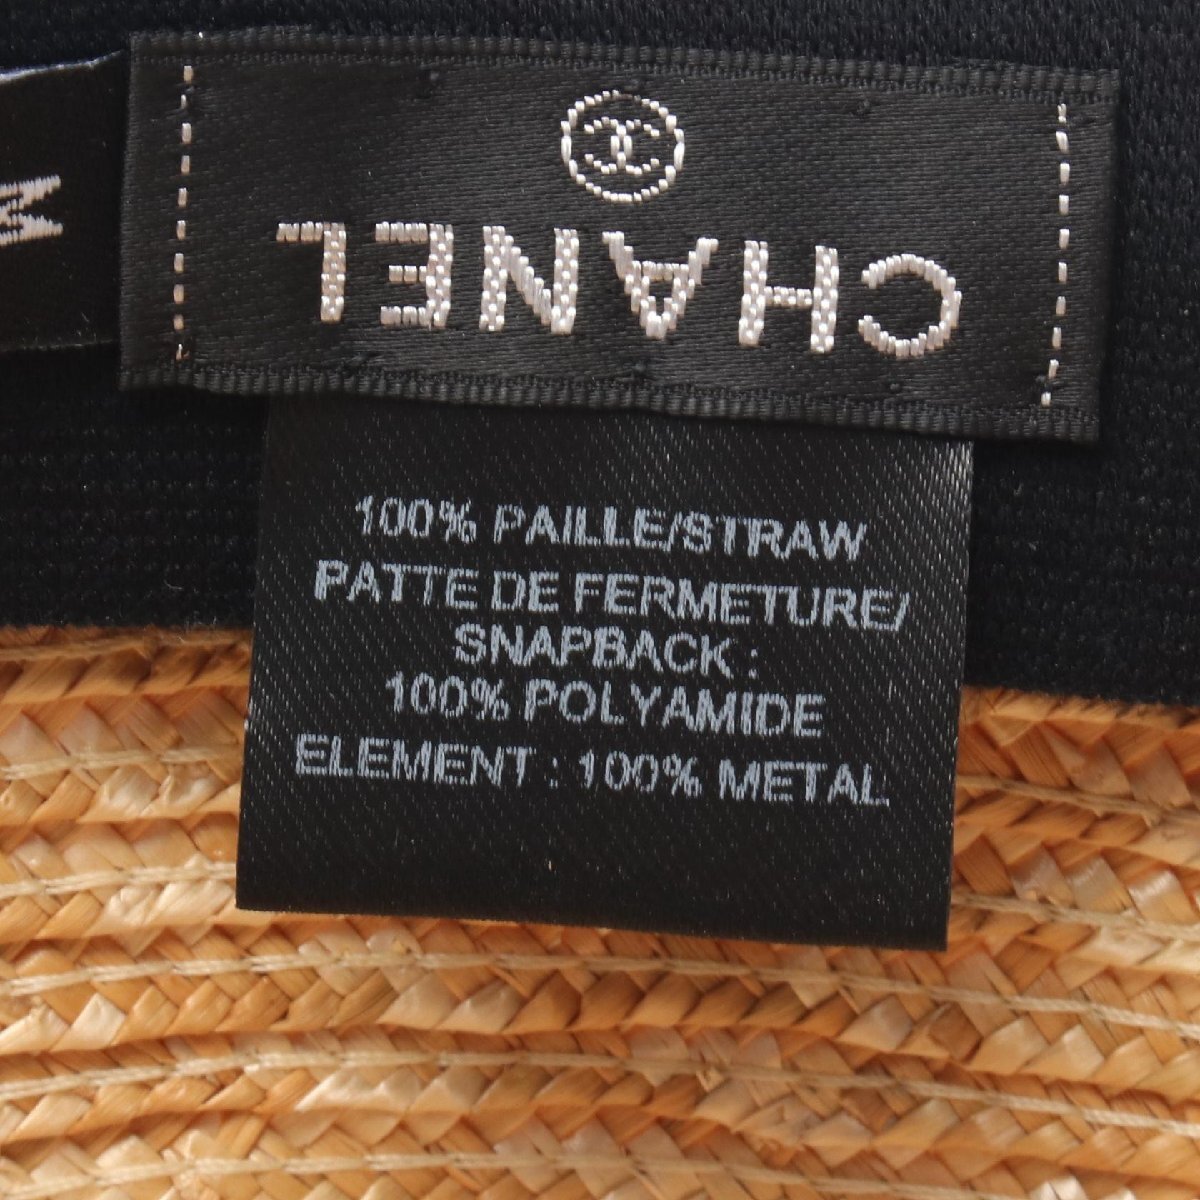 M
CHANEL
100% PAILLE/STRAW
PATTE DE FERMETURE/
SNAPBACK :
100% POLYAMIDE
ELEMENT : 100% METAL